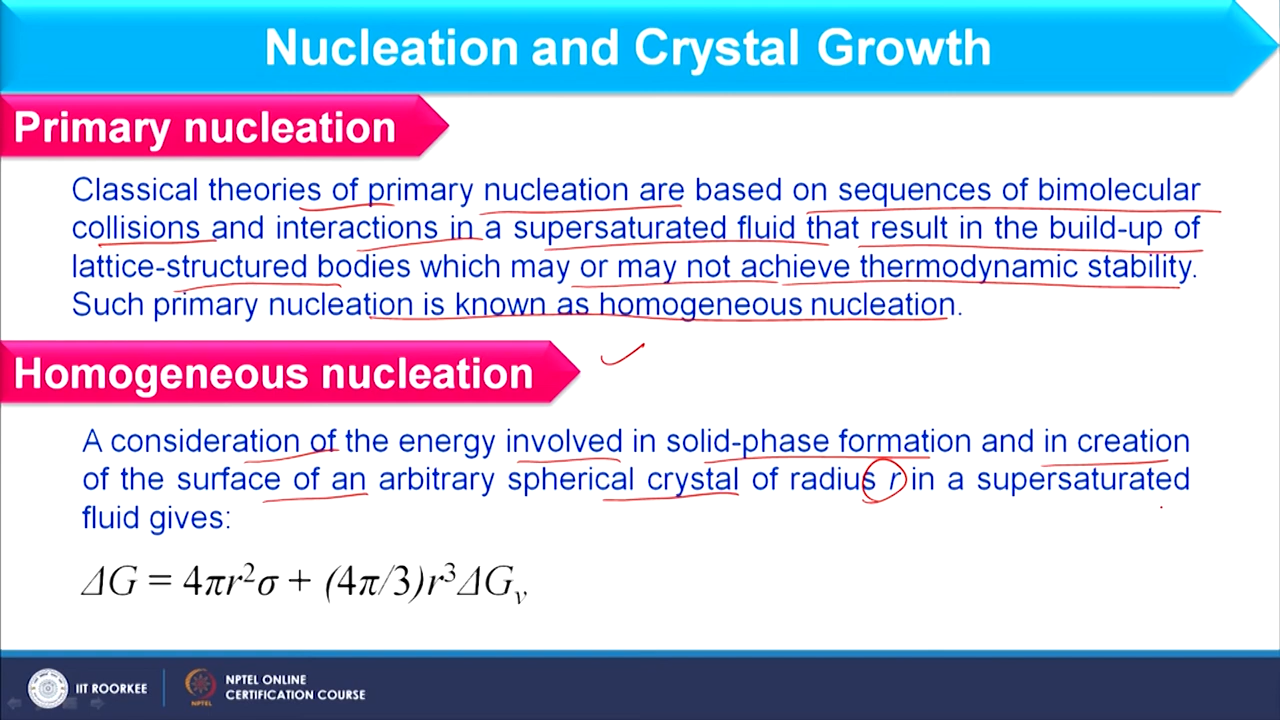 Nucleation and Crystal Growth
Primary nucleation
Classical theories of primary nucleation are based on sequences of bimolecular
collisions and interactions in a supersaturated fluid that result in the build-up of
lattice-structured bodies which may or may not achieve thermodynamic stability.
Such primary nucleation is known as homogeneous nucleation.
Homogeneous nucleation
A consideration of the energy involved in solid-phase formation and in creation
of the surface of an arbitrary spherical crystal of radius r in a supersaturated
fluid gives:
ΔG = 4πr²σ + (4π/3)r³ΔGᵥ
IIT ROORKEE
NPTEL
NPTEL ONLINE
CERTIFICATION COURSE